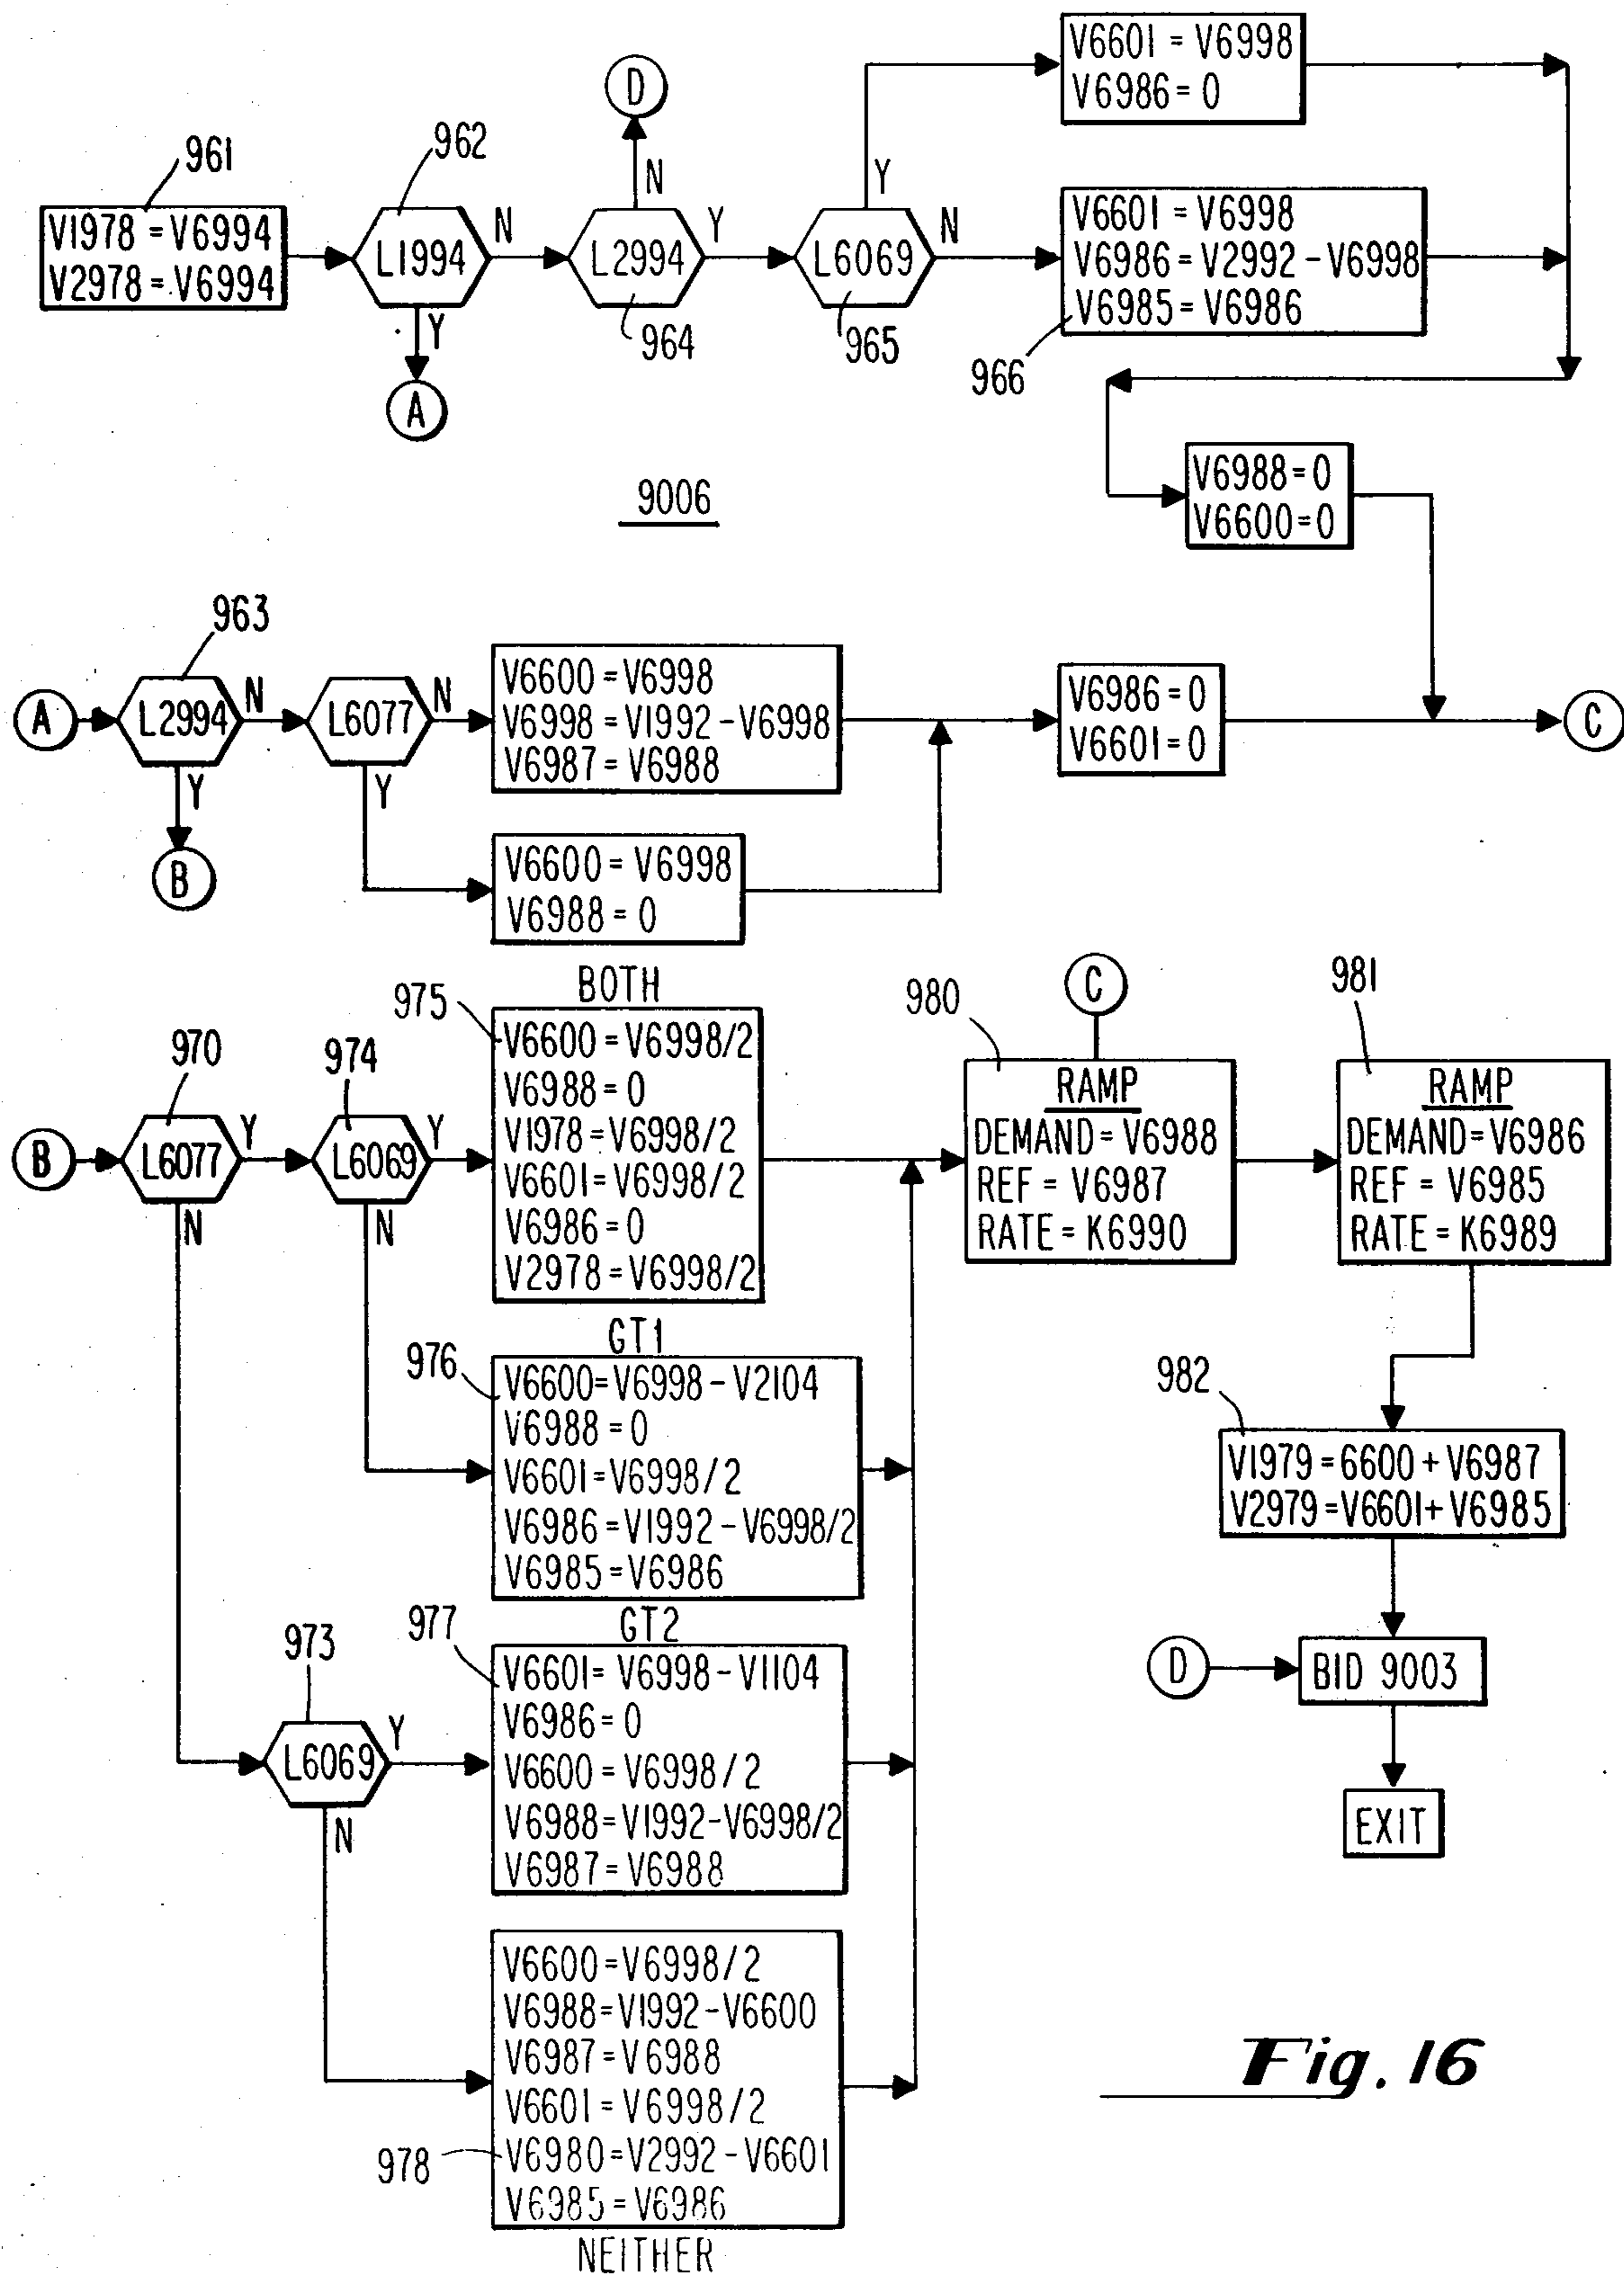 961
V1978 = V6994
V2978 = V6994
962
L1994
N
Y
A
D
N
L2994
964
Y
L6069
965
Y
N
V6601 = V6998
V6986 = 0
V6601 = V6998
V6986 = V2992 - V6998
V6985 = V6986
966
V6988 = 0
V6600 = 0
9006
A
963
L2994
N
Y
B
L6077
N
Y
V6600 = V6998
V6998 = V1992 - V6998
V6987 = V6988
V6600 = V6998
V6988 = 0
V6986 = 0
V6601 = 0
C
B
970
L6077
Y
N
974
L6069
Y
N
BOTH
975
V6600 = V6998/2
V6988 = 0
V1978 = V6998/2
V6601 = V6998/2
V6986 = 0
V2978 = V6998/2
GT1
976
V6600 = V6998 - V2104
V6988 = 0
V6601 = V6998/2
V6986 = V1992 - V6998/2
V6985 = V6986
973
L6069
Y
N
GT2
977
V6601 = V6998 - V1104
V6986 = 0
V6600 = V6998/2
V6988 = V1992 - V6998/2
V6987 = V6988
V6600 = V6998/2
V6988 = V1992 - V6600
V6987 = V6988
V6601 = V6998/2
V6980 = V2992 - V6601
V6985 = V6986
978
NEITHER
C
980
RAMP
DEMAND = V6988
REF = V6987
RATE = K6990
981
RAMP
DEMAND = V6986
REF = V6985
RATE = K6989
982
V1979 = 6600 + V6987
V2979 = V6601 + V6985
D
BID 9003
EXIT
Fig. 16